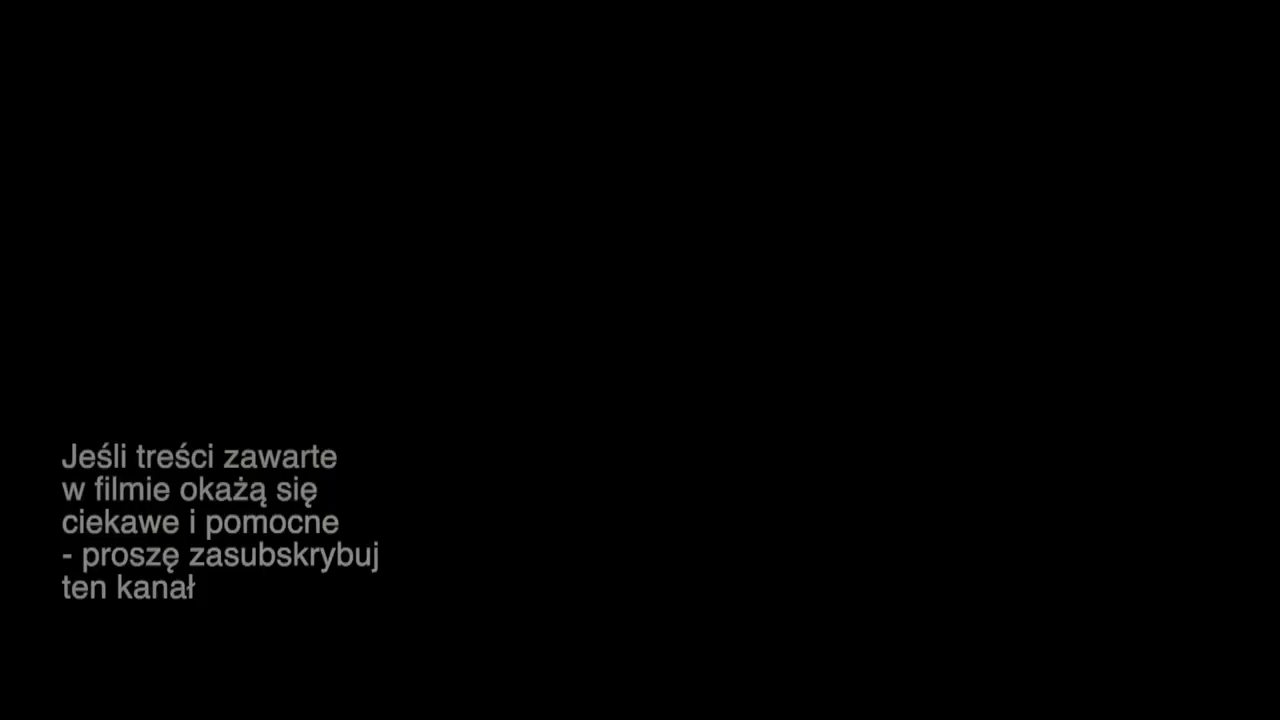 Jeśli treści zawarte
w filmie okażą się
ciekawe i pomocne
- proszę zasubskrybuj
ten kanał